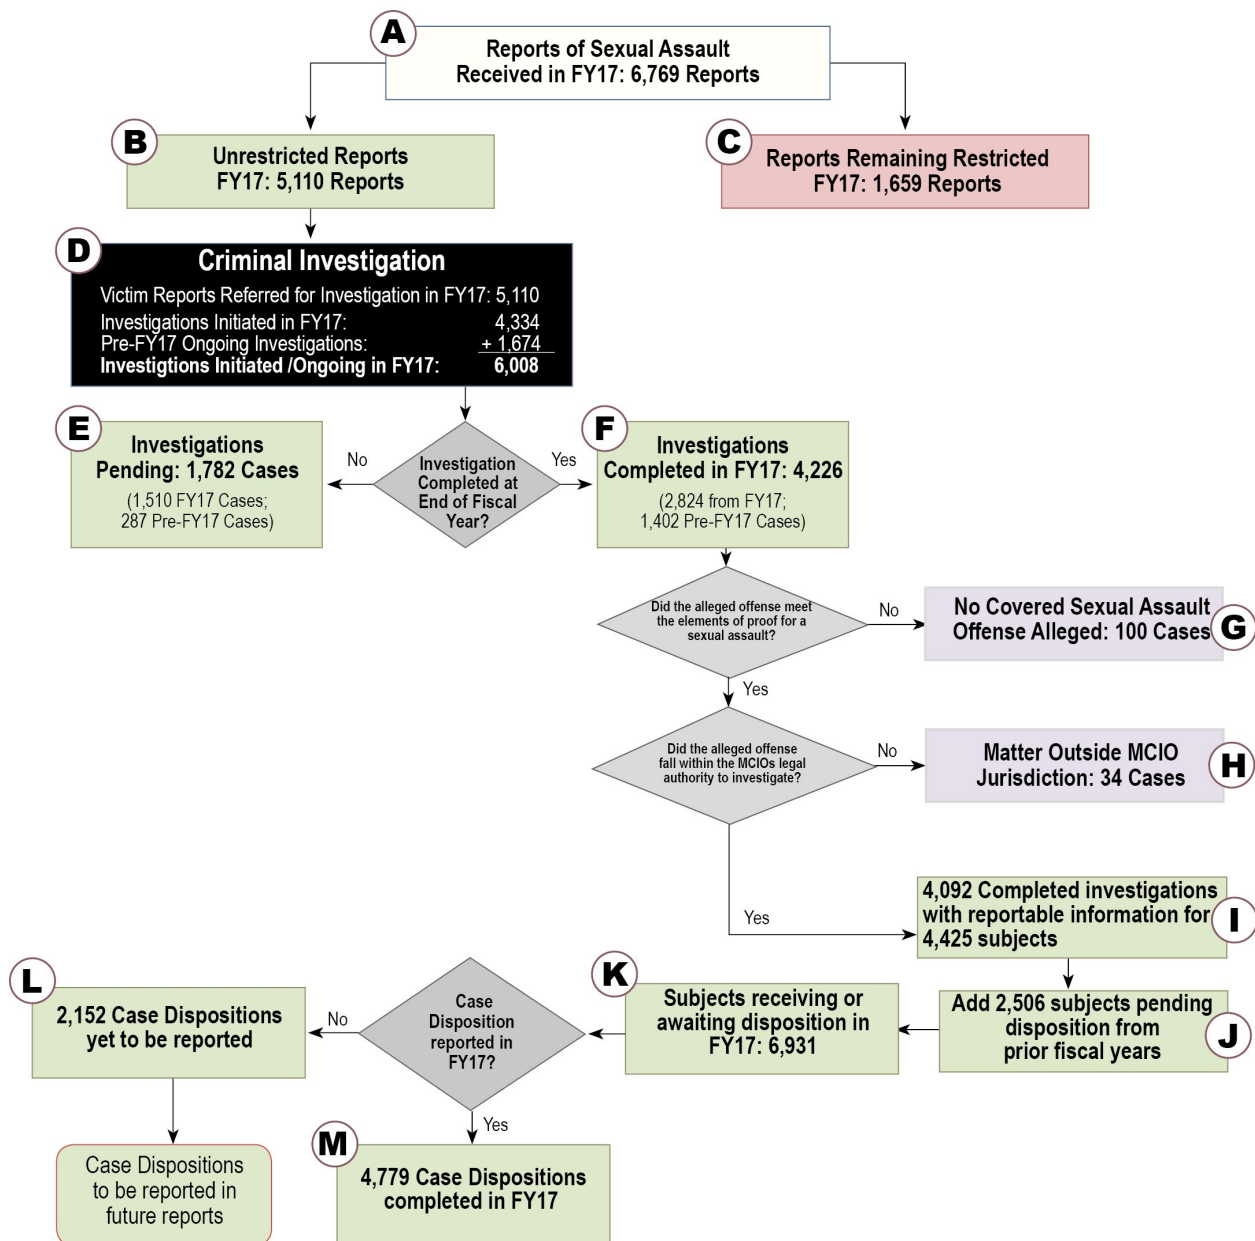 A
Reports of Sexual Assault
Received in FY17: 6,769 Reports
B
Unrestricted Reports
FY17: 5,110 Reports
C
Reports Remaining Restricted
FY17: 1,659 Reports
D
Criminal Investigation
Victim Reports Referred for Investigation in FY17: 5,110
Investigations Initiated in FY17: 4,334
Pre-FY17 Ongoing Investigations: + 1,674
Investigtions Initiated /Ongoing in FY17: 6,008
E
Investigations
Pending: 1,782 Cases
(1,510 FY17 Cases;
287 Pre-FY17 Cases)
No
Investigation
Completed at
End of Fiscal
Year?
Yes
F
Investigations
Completed in FY17: 4,226
(2,824 from FY17;
1,402 Pre-FY17 Cases)
Did the alleged offense meet
the elements of proof for a
sexual assault?
No
No Covered Sexual Assault
Offense Alleged: 100 Cases
G
Yes
Did the alleged offense
fall within the MCIOs legal
authority to investigate?
No
Matter Outside MCIO
Jurisdiction: 34 Cases
H
Yes
4,092 Completed investigations
with reportable information for
4,425 subjects
I
Add 2,506 subjects pending
disposition from
prior fiscal years
J
K
Subjects receiving or
awaiting disposition in
FY17: 6,931
Case
Disposition
reported in
FY17?
No
L
2,152 Case Dispositions
yet to be reported
Case Dispositions
to be reported in
future reports
Yes
M
4,779 Case Dispositions
completed in FY17